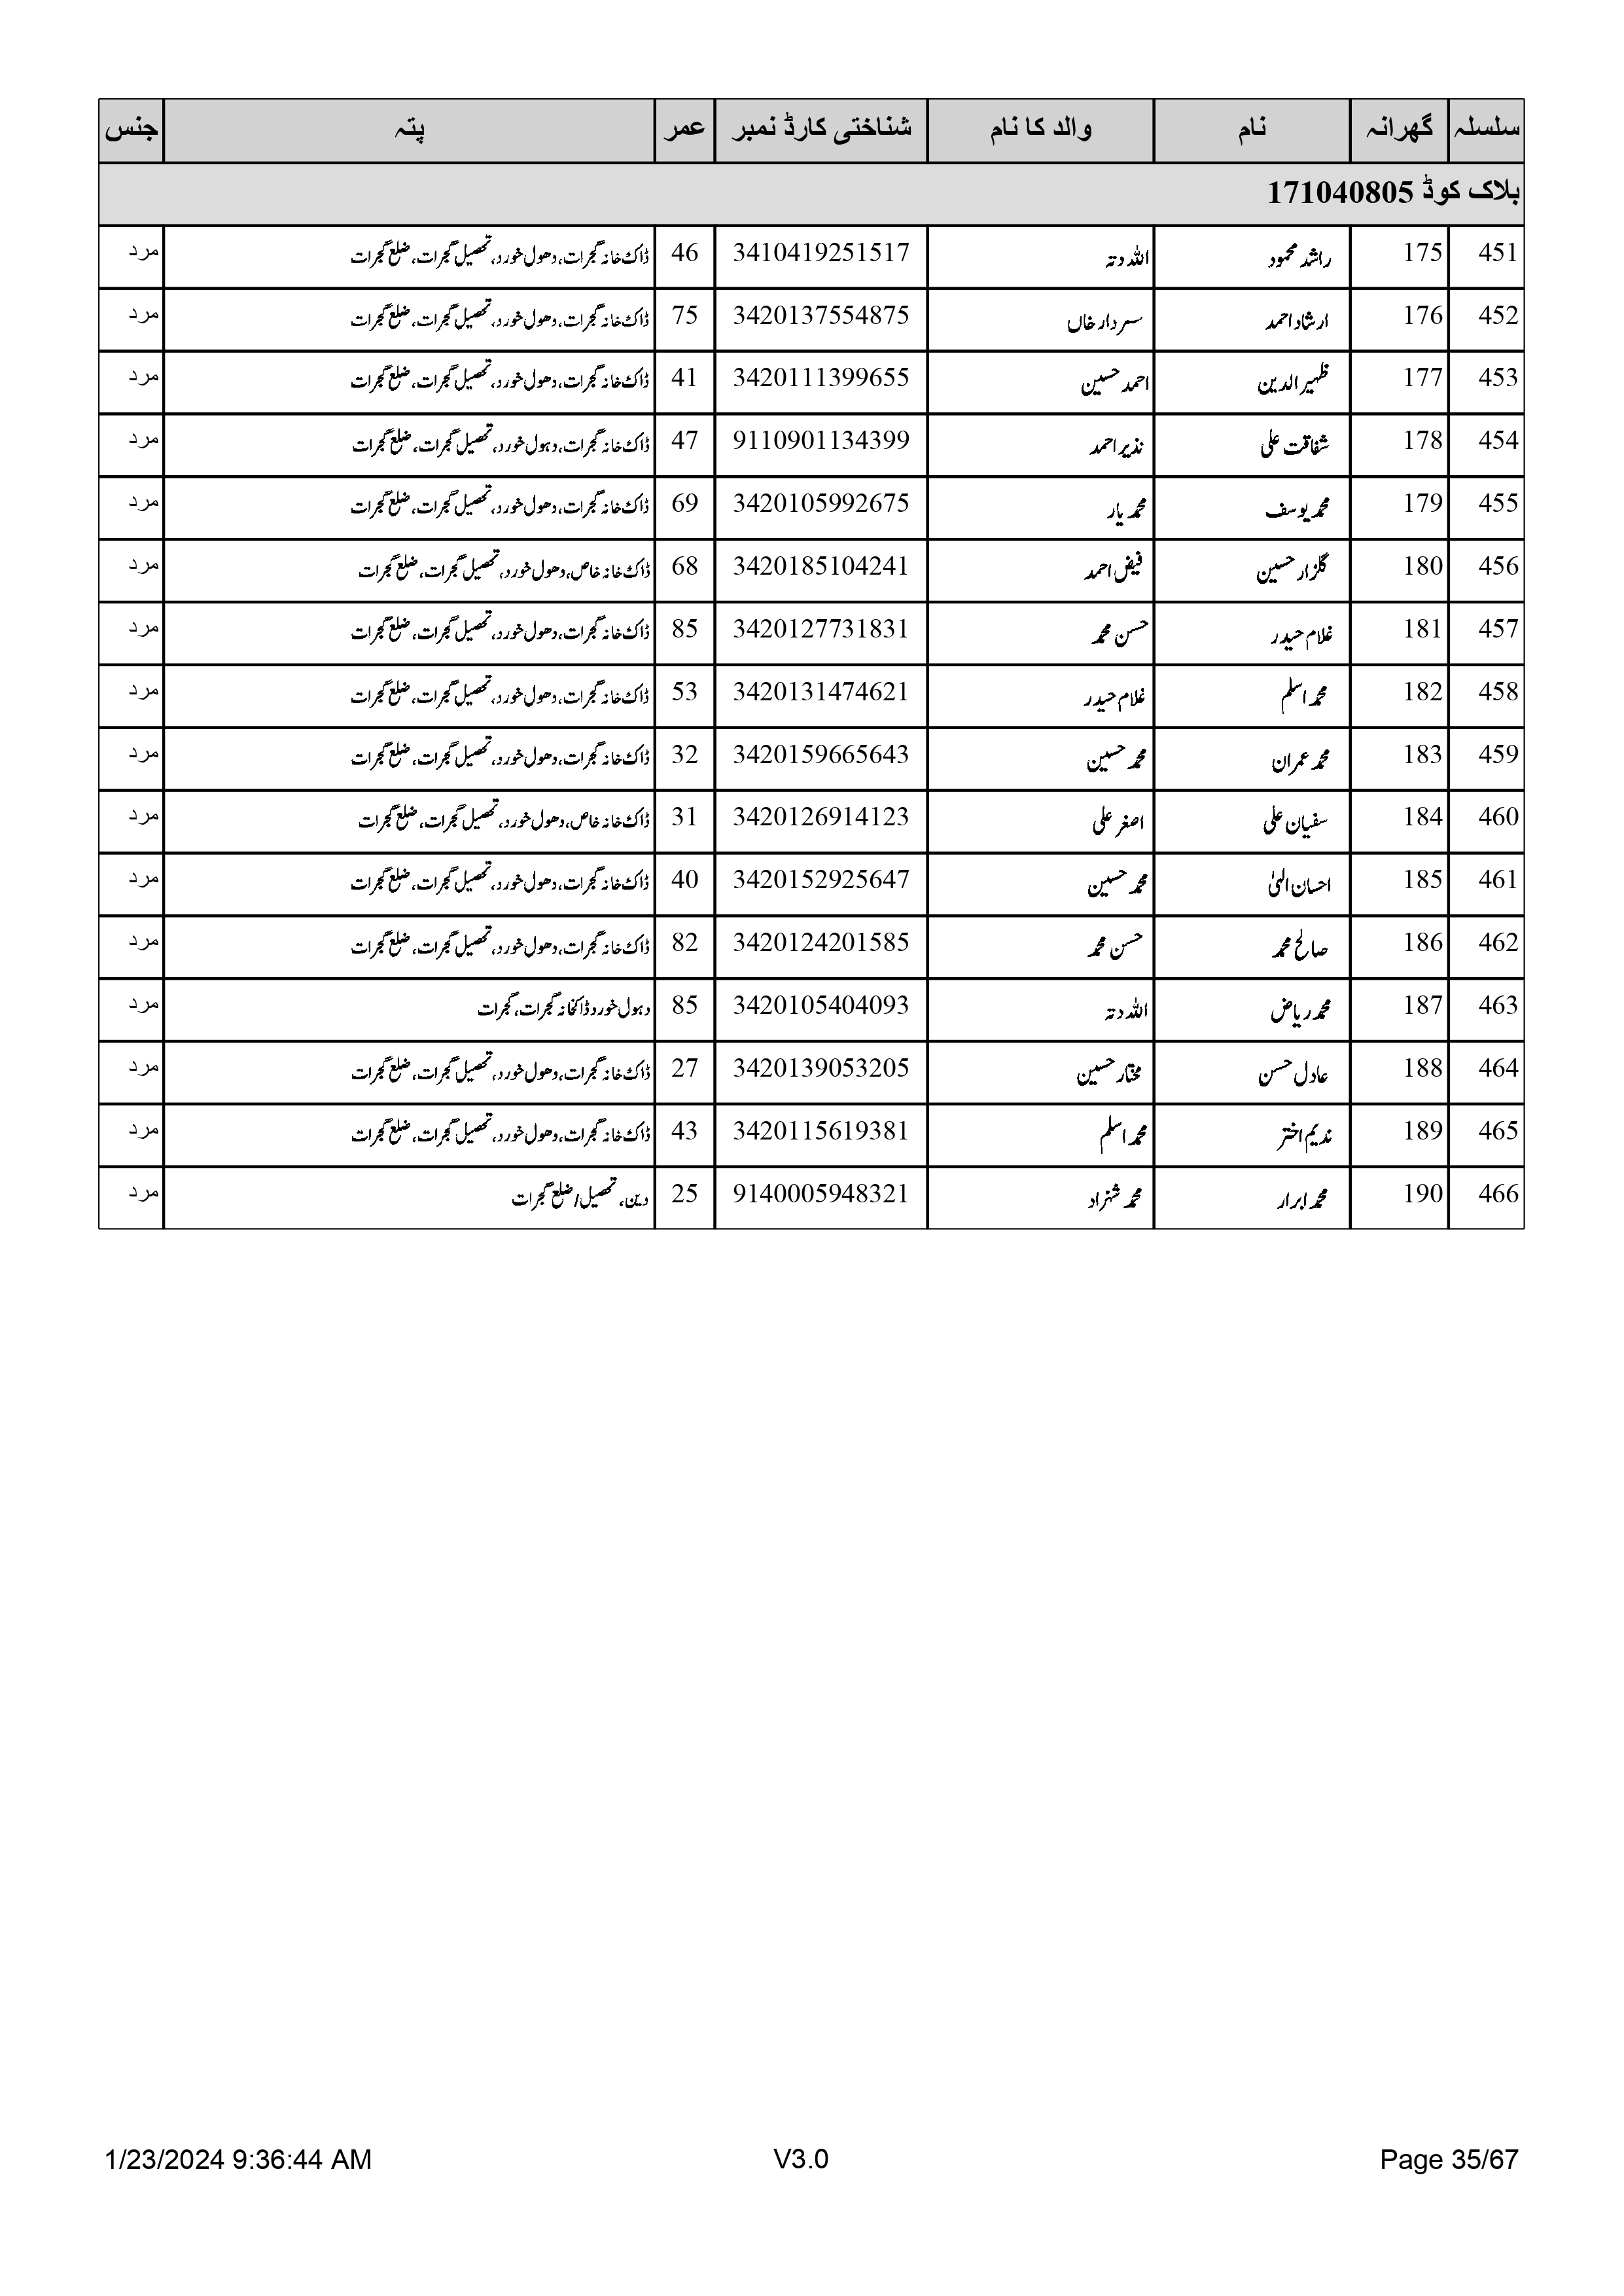 سلسلہ گھرانہ نام والد کا نام شناختی کارڈ نمبر عمر پتہ جنس
بلاک کوڈ 171040805
451 175 راشد محمود اللہ دتہ 3410419251517 46 ڈاک خانہ گجرات، دھول خورد، تحصیل گجرات، ضلع گجرات مرد
452 176 ارشاد احمد سردار خاں 3420137554875 75 ڈاک خانہ گجرات، دھول خورد، تحصیل گجرات، ضلع گجرات مرد
453 177 ظہیر الدین احمد حسین 3420111399655 41 ڈاک خانہ گجرات، دھول خورد، تحصیل گجرات، ضلع گجرات مرد
454 178 شفاقت علی نذیر احمد 9110901134399 47 ڈاک خانہ گجرات، دہول خورد، تحصیل گجرات، ضلع گجرات مرد
455 179 محمد یوسف محمد یار 3420105992675 69 ڈاک خانہ گجرات، دھول خورد، تحصیل گجرات، ضلع گجرات مرد
456 180 گلزار حسین فیض احمد 3420185104241 68 ڈاک خانہ خاص، دھول خورد، تحصیل گجرات، ضلع گجرات مرد
457 181 غلام حیدر حسن محمد 3420127731831 85 ڈاک خانہ گجرات، دھول خورد، تحصیل گجرات، ضلع گجرات مرد
458 182 محمد اسلم غلام حیدر 3420131474621 53 ڈاک خانہ گجرات، دھول خورد، تحصیل گجرات، ضلع گجرات مرد
459 183 محمد عمران محمد حسین 3420159665643 32 ڈاک خانہ گجرات، دھول خورد، تحصیل گجرات، ضلع گجرات مرد
460 184 سفیان علی اصغر علی 3420126914123 31 ڈاک خانہ خاص، دھول خورد، تحصیل گجرات، ضلع گجرات مرد
461 185 احسان الہیٰ محمد حسین 3420152925647 40 ڈاک خانہ گجرات، دھول خورد، تحصیل گجرات، ضلع گجرات مرد
462 186 صالح محمد حسن محمد 3420124201585 82 ڈاک خانہ گجرات، دھول خورد، تحصیل گجرات، ضلع گجرات مرد
463 187 محمد ریاض اللہ دتہ 3420105404093 85 دہول خورد ڈاکخانہ گجرات، گجرات مرد
464 188 عادل حسن مختار حسین 3420139053205 27 ڈاک خانہ گجرات، دھول خورد، تحصیل گجرات، ضلع گجرات مرد
465 189 ندیم اختر محمد اسلم 3420115619381 43 ڈاک خانہ گجرات، دھول خورد، تحصیل گجرات، ضلع گجرات مرد
466 190 محمد ابرار محمد شہزاد 9140005948321 25 دین، تحصیل/ضلع گجرات مرد
1/23/2024 9:36:44 AM V3.0 Page 35/67